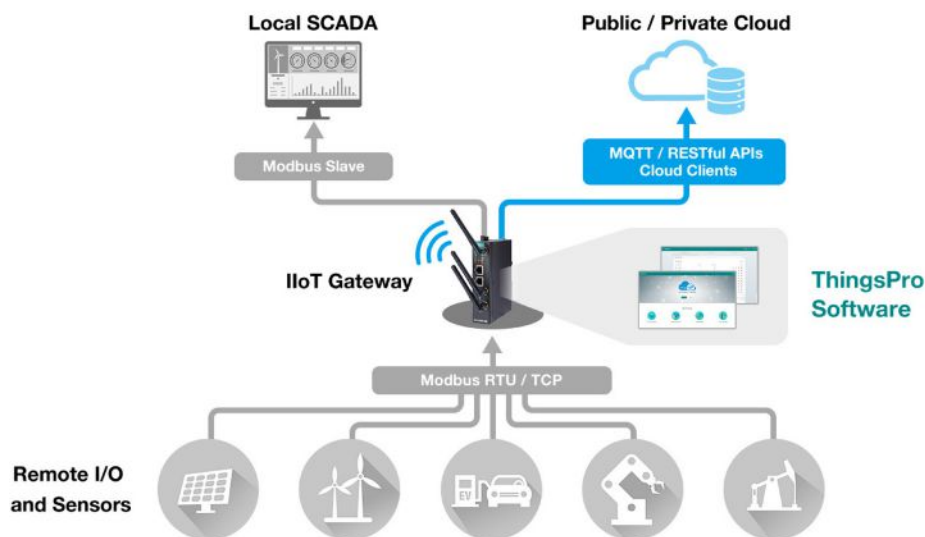 Local SCADA
Public / Private Cloud
Modbus Slave
MQTT / RESTful APIs
Cloud Clients
IIoT Gateway
ThingsPro
Software
Modbus RTU / TCP
Remote I/O
and Sensors
EV